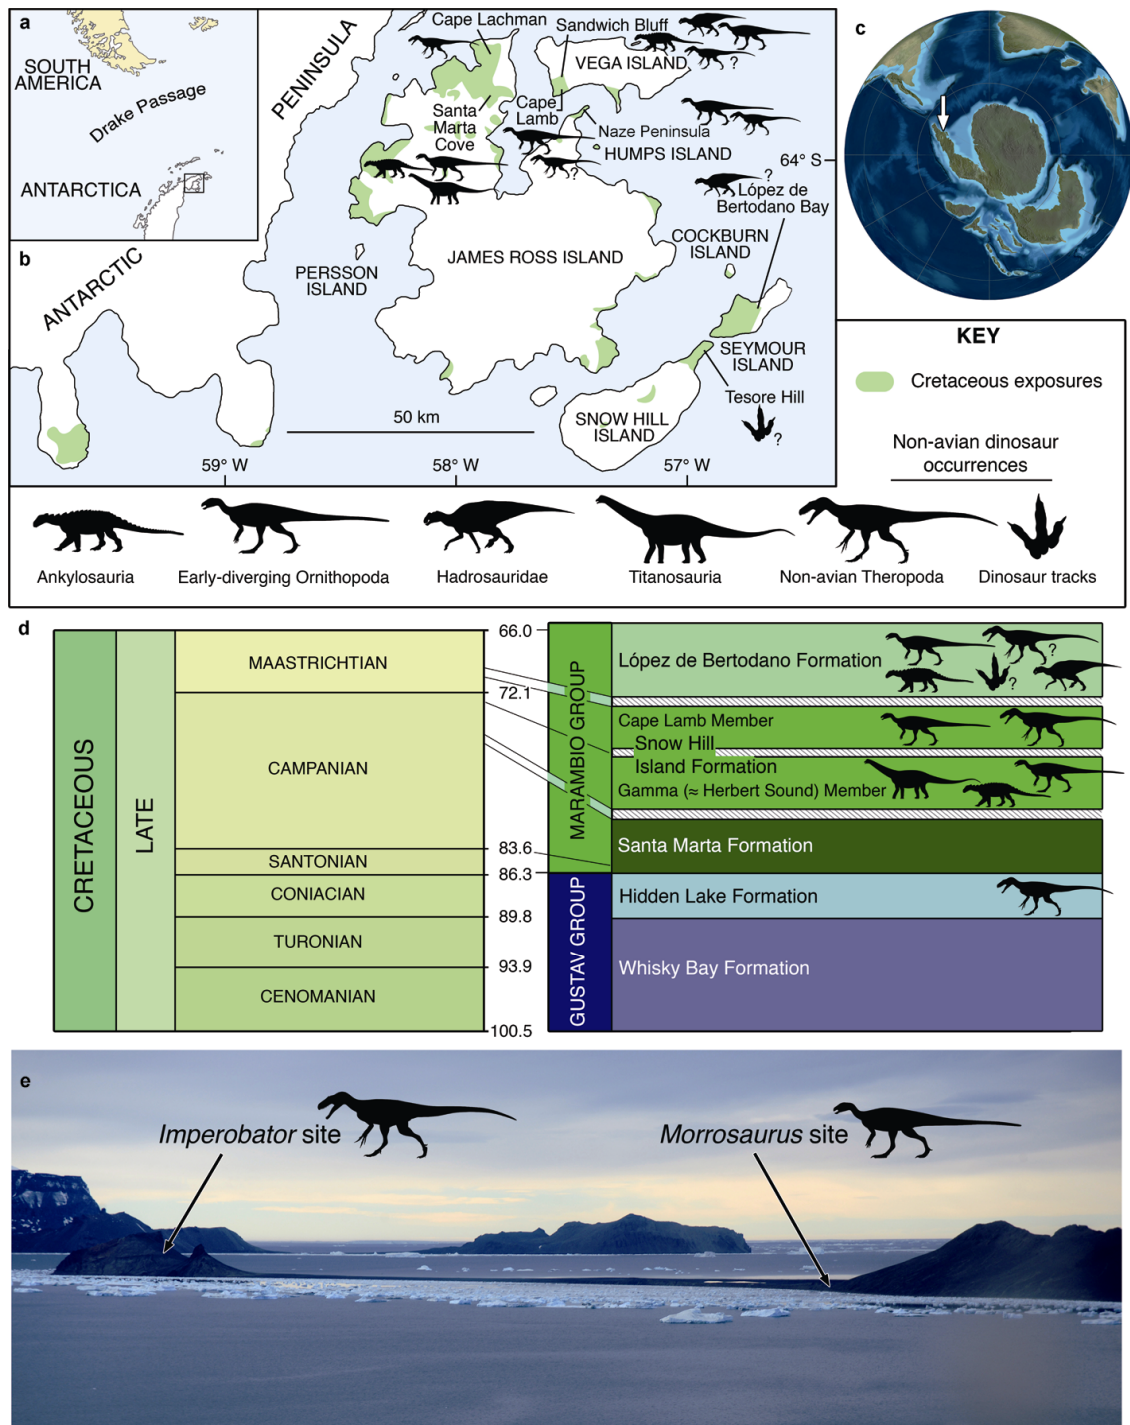 a
SOUTH
AMERICA
Drake Passage
ANTARCTICA
b
ANTARCTIC
PENINSULA
Cape Lachman
Sandwich Bluff
VEGA ISLAND
?
Santa
Marta
Cove
Cape
Lamb
Naze Peninsula
HUMPS ISLAND
?
64° S
?
López de
Bertodano Bay
COCKBURN
ISLAND
PERSSON
ISLAND
JAMES ROSS ISLAND
SEYMOUR
ISLAND
Tesore Hill
?
SNOW HILL
ISLAND
50 km
59° W
58° W
57° W
c
KEY
Cretaceous exposures
Non-avian dinosaur
occurrences
Ankylosauria
Early-diverging Ornithopoda
Hadrosauridae
Titanosauria
Non-avian Theropoda
Dinosaur tracks
d
CRETACEOUS
LATE
MAASTRICHTIAN
CAMPANIAN
SANTONIAN
CONIACIAN
TURONIAN
CENOMANIAN
66.0
72.1
83.6
86.3
89.8
93.9
100.5
MARAMBIO GROUP
GUSTAV GROUP
López de Bertodano Formation
?
?
Cape Lamb Member
Snow Hill
Island Formation
Gamma (≈ Herbert Sound) Member
Santa Marta Formation
Hidden Lake Formation
Whisky Bay Formation
e
Imperobator site
Morrosaurus site